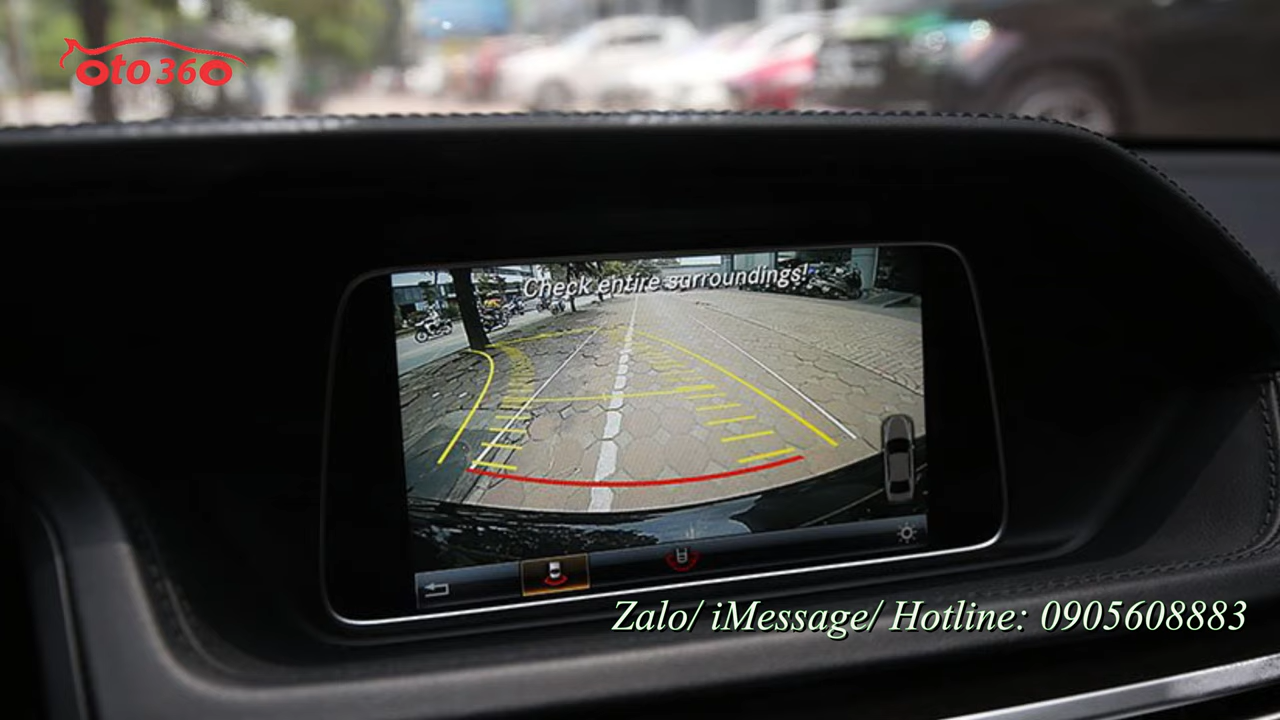 oto360
Check entire surroundings!
Zalo/ iMessage/ Hotline: 0905608883